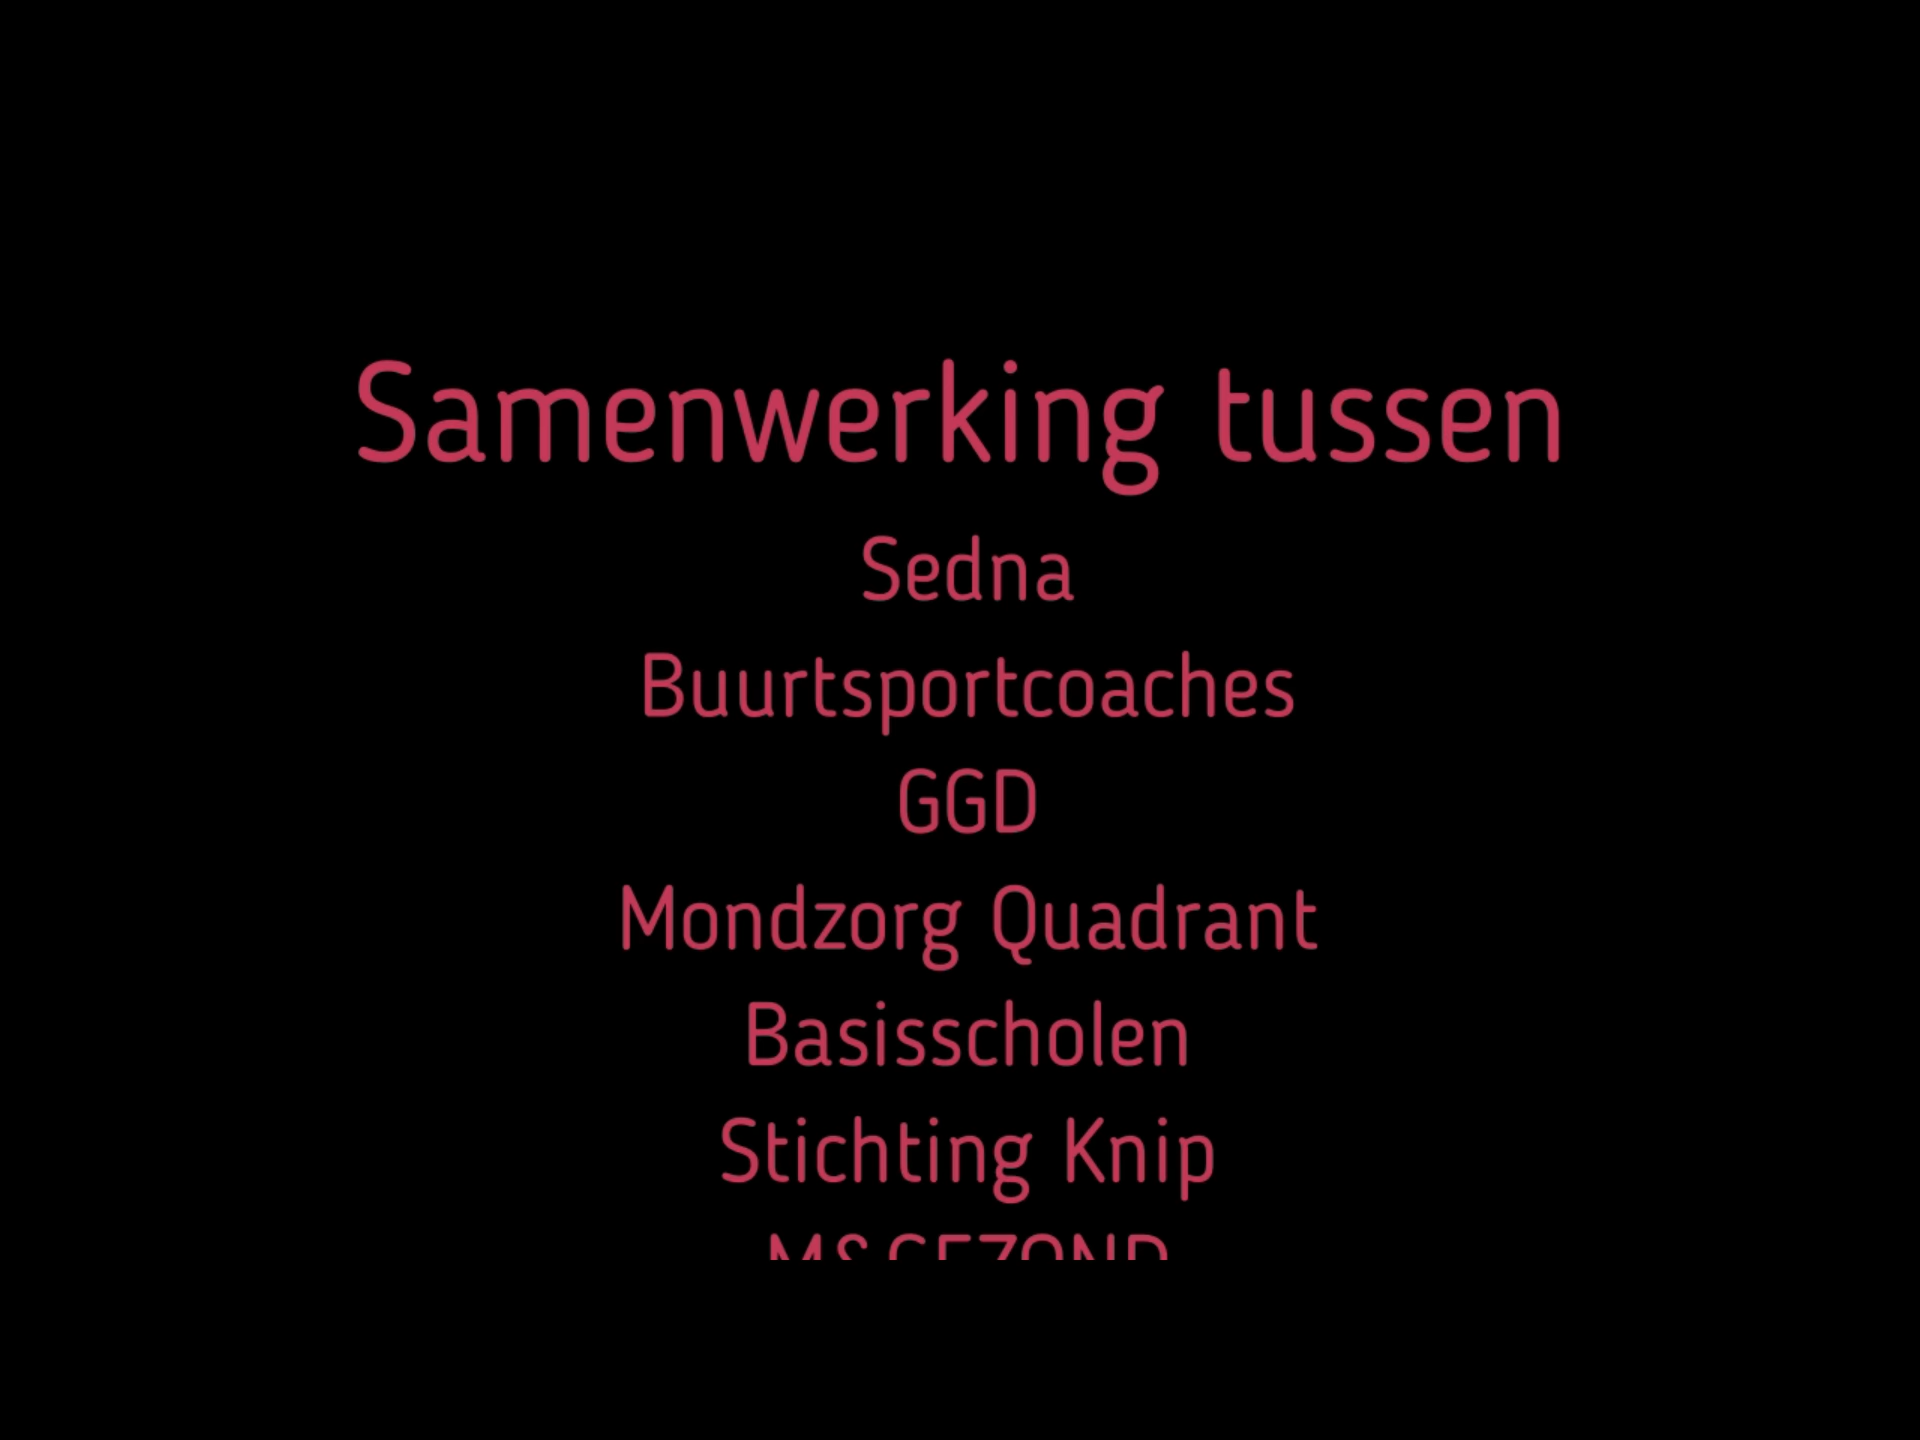 Samenwerking tussen
Sedna
Buurtsportcoaches
GGD
Mondzorg Quadrant
Basisscholen
Stichting Knip